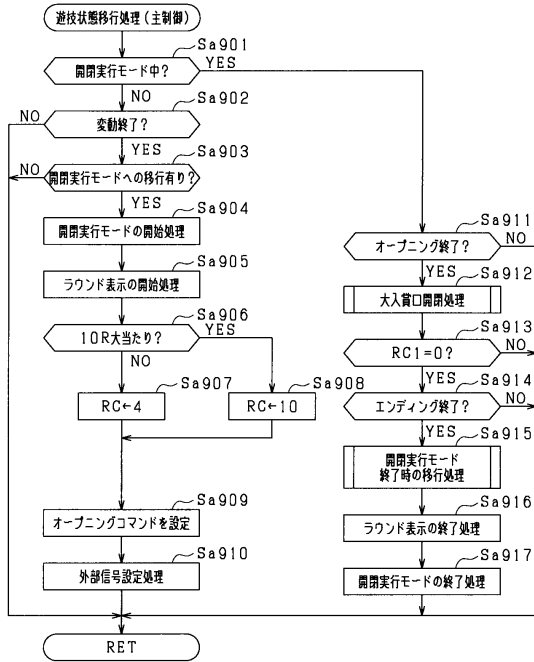 遊技状態移行処理(主制御)
Sa901
開閉実行モード中?
YES
NO
Sa902
変動終了?
NO
YES
Sa903
開閉実行モードへの移行有り?
NO
YES
Sa904
開閉実行モードの開始処理
Sa905
ラウンド表示の開始処理
Sa906
10R大当たり?
YES
NO
Sa907
RC←4
Sa908
RC←10
Sa909
オープニングコマンドを設定
Sa910
外部信号設定処理
Sa911
オープニング終了?
NO
YES
Sa912
大入賞口開閉処理
Sa913
RC1=0?
NO
YES
Sa914
エンディング終了?
NO
YES
Sa915
開閉実行モード
終了時の移行処理
Sa916
ラウンド表示の終了処理
Sa917
開閉実行モードの終了処理
RET